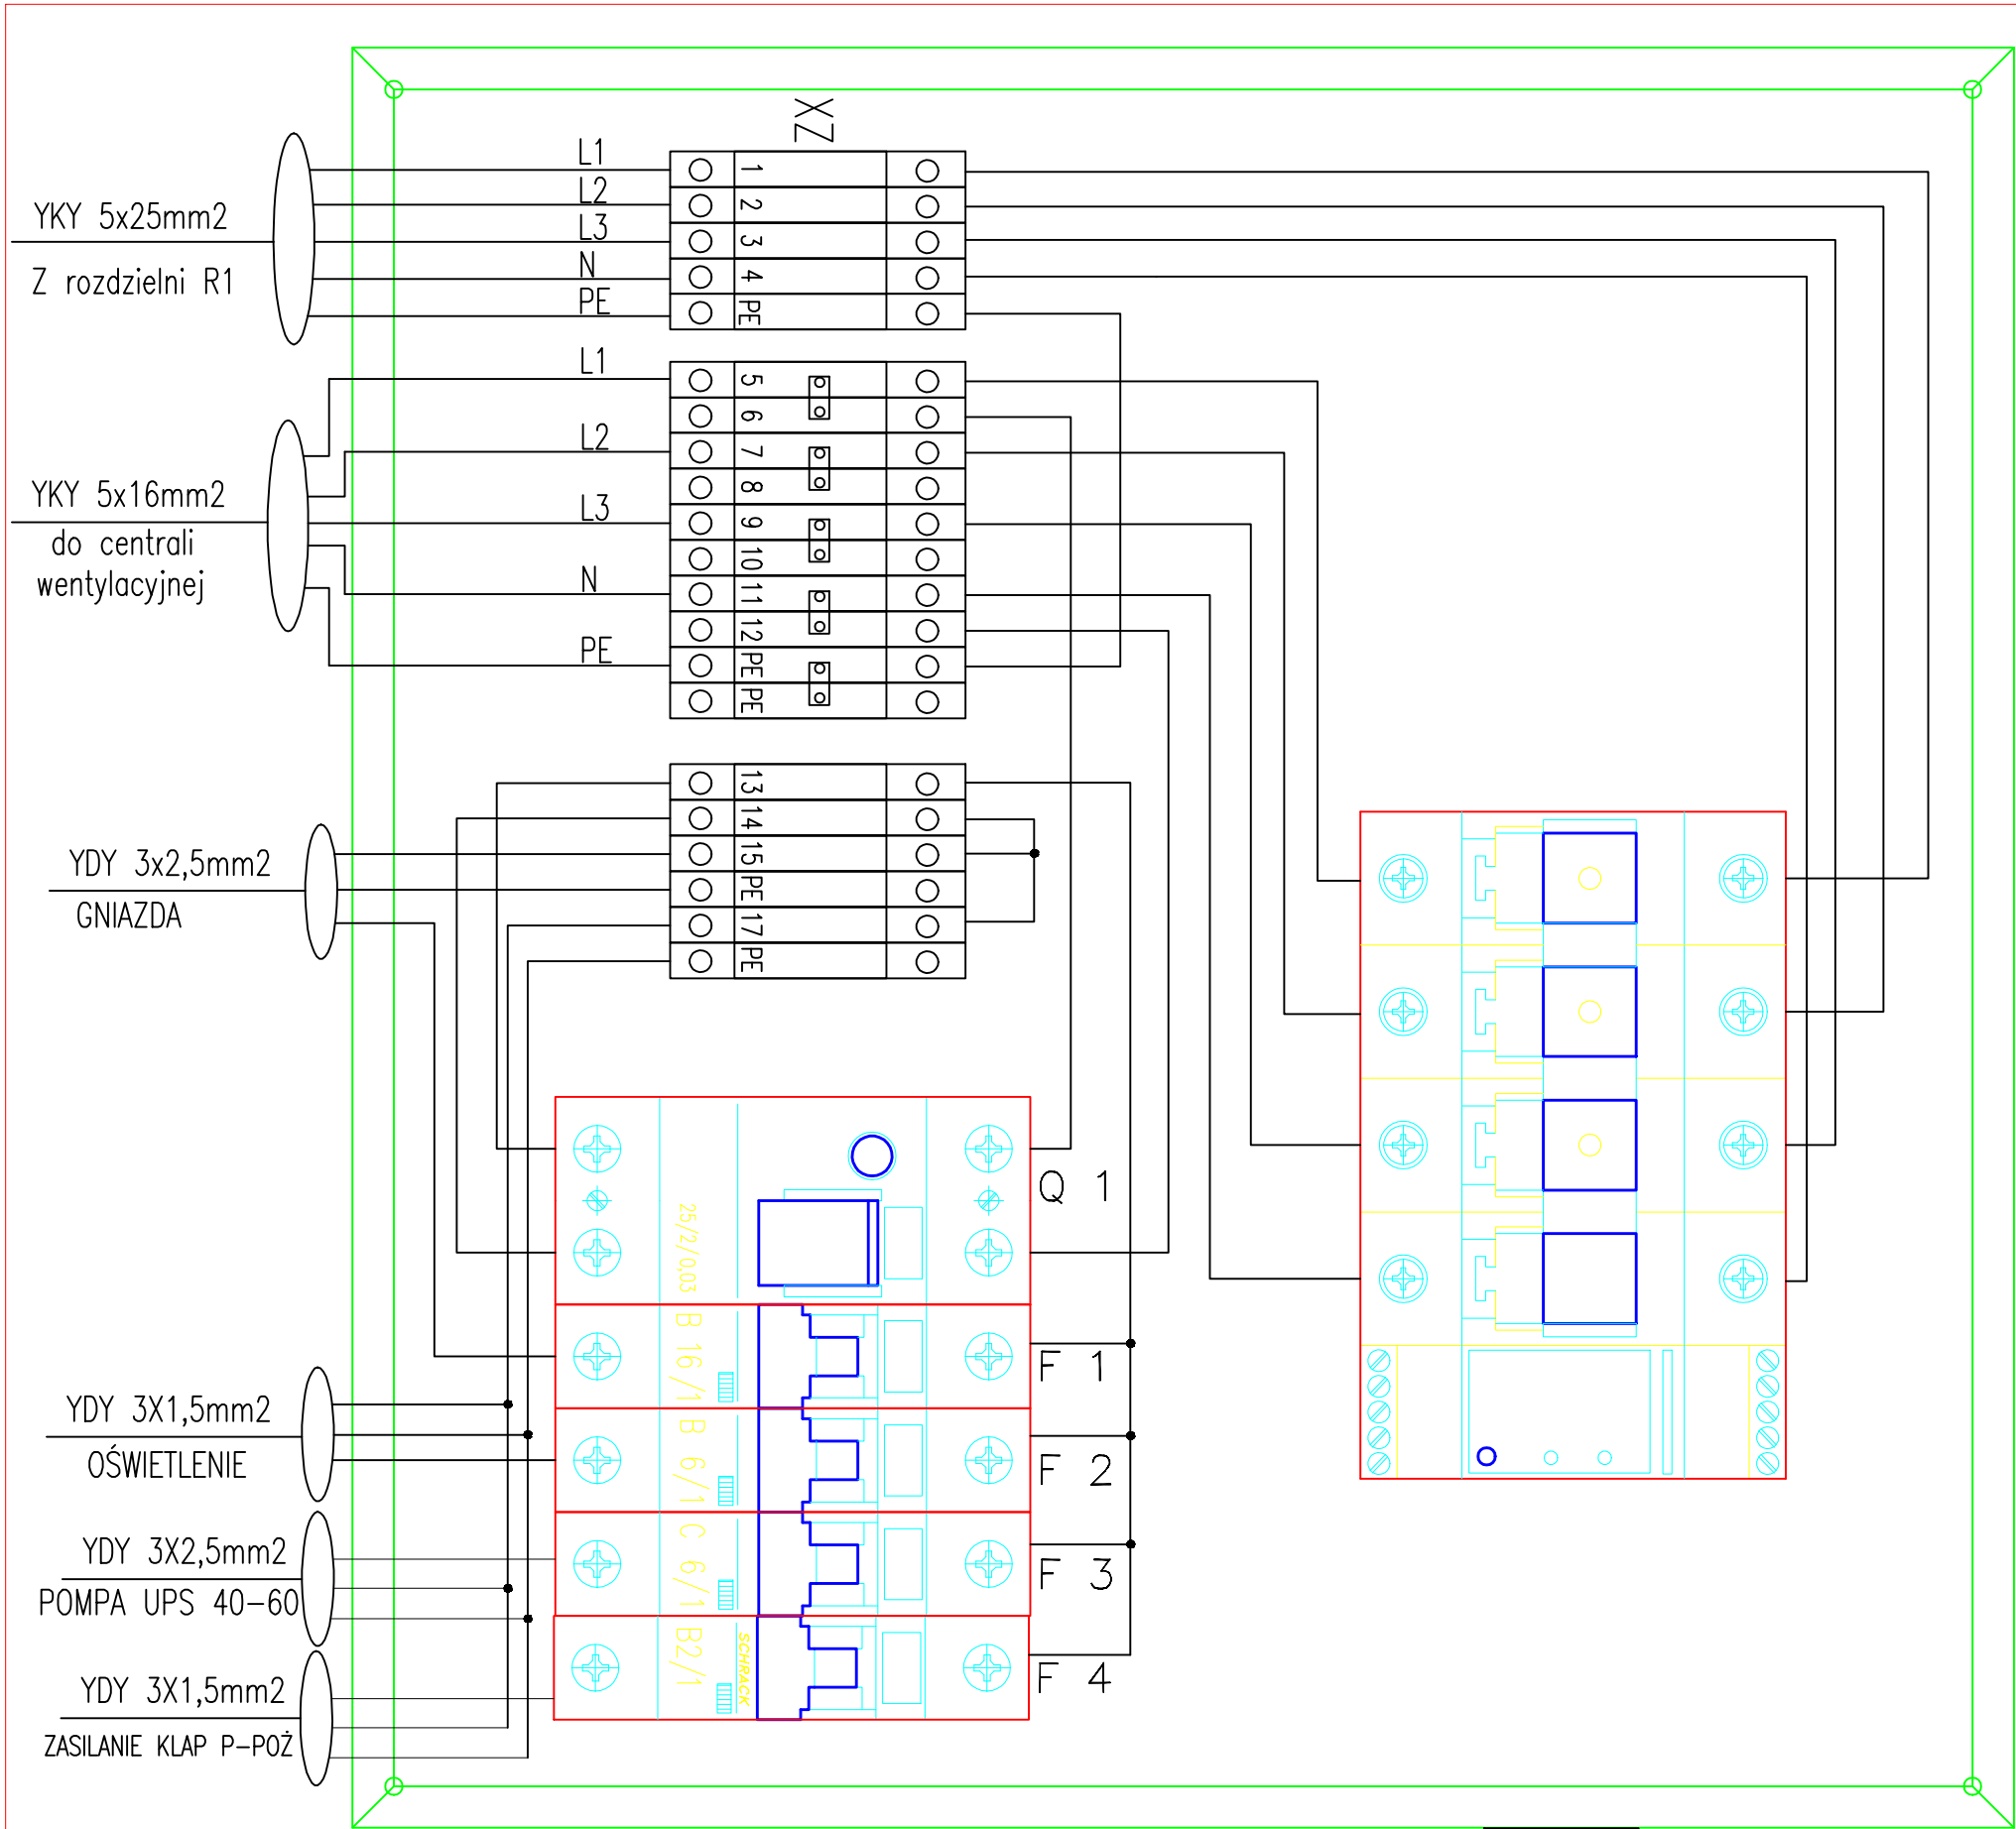 XZ
L1
L2
L3
N
PE
YKY 5x25mm2
Z rozdzielni R1
1
2
3
4
PE
L1
L2
L3
N
PE
YKY 5x16mm2
do centrali
wentylacyjnej
5
6
7
8
9
10
11
12
PE
PE
YDY 3x2,5mm2
GNIAZDA
13
14
15
PE
17
PE
25/2/0,03
Q 1
B 16/1
F 1
YDY 3X1,5mm2
OŚWIETLENIE
B 6/1
F 2
YDY 3X2,5mm2
POMPA UPS 40-60
C 6/1
F 3
YDY 3X1,5mm2
ZASILANIE KLAP P-POŻ
B2/1
SCHRACK
F 4